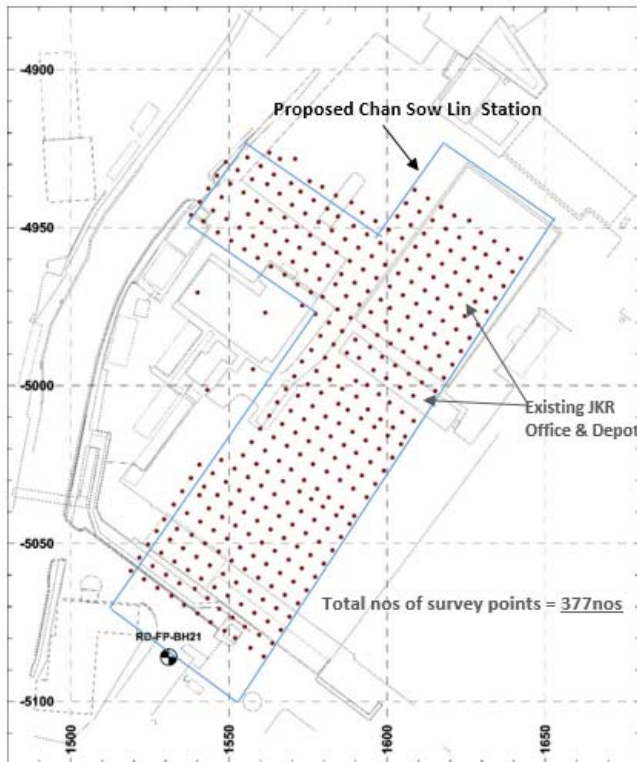 -4900
Proposed Chan Sow Lin Station
-4950
-5000
Existing JKR
Office & Depot
-5050
Total nos of survey points = 377nos
RD-FP-BH21
-5100
1500
1550
1600
1650